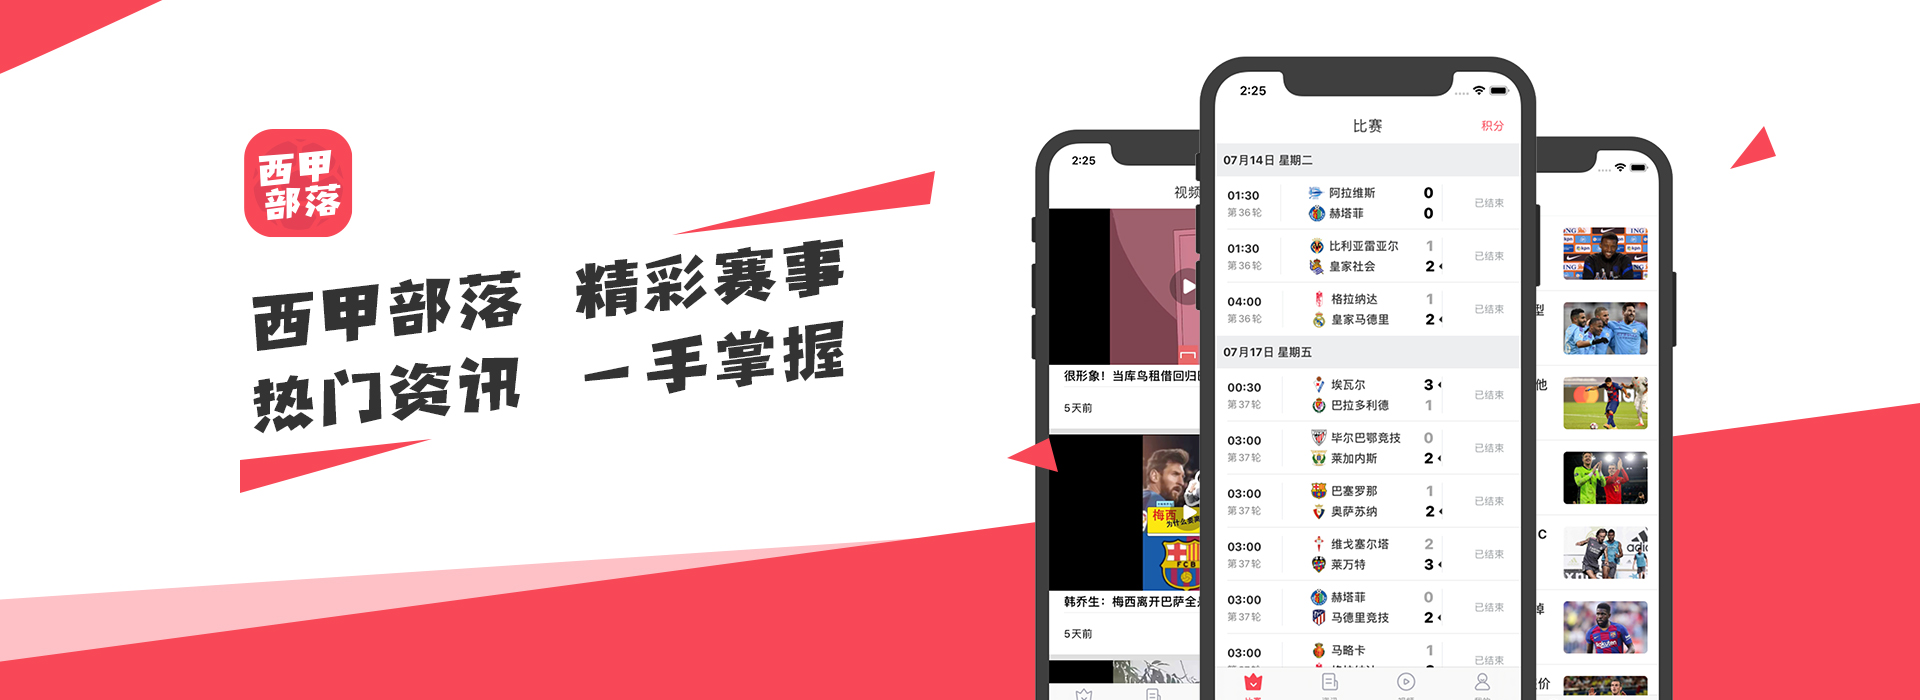 西甲
部落
西甲部落 精彩赛事
热门资讯 一手掌握
2:25
视频
很形象！当库鸟租借回归
5天前
梅西
为什么要离
FCB
韩乔生：梅西离开巴萨全
5天前
2:25
比赛
积分
07月14日 星期二
01:30 阿拉维斯 0
第36轮 赫塔菲 0
已结束
01:30 比利亚雷亚尔 1
第36轮 皇家社会 2
已结束
04:00 格拉纳达 1
第36轮 皇家马德里 2
已结束
07月17日 星期五
00:30 埃瓦尔 3
第37轮 巴拉多利德 1
已结束
03:00 毕尔巴鄂竞技 0
第37轮 莱加内斯 2
已结束
03:00 巴塞罗那 1
第37轮 奥萨苏纳 2
已结束
03:00 维戈塞尔塔 2
第37轮 莱万特 3
已结束
03:00 赫塔菲 0
第37轮 马德里竞技 2
已结束
03:00 马略卡 1
已结束
型
他
C
价